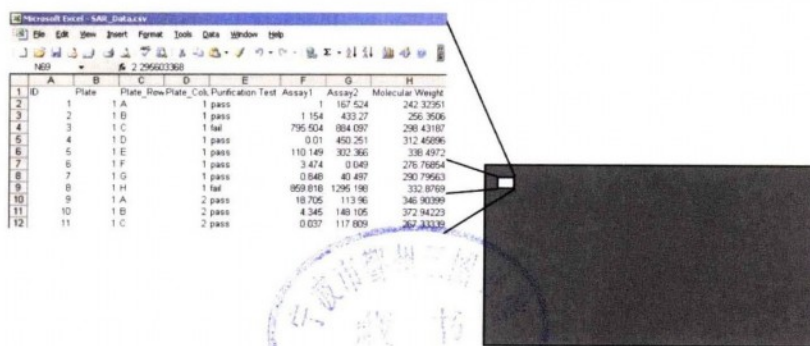 Microsoft Excel - SAR_Data.csv
File Edit View Insert Format Tools Data Window Help
N69 2.295603368
A B C D E F G H
1 ID Plate Plate_Row Plate_Colu Purification Test Assay1 Assay2 Molecular Weight
2 1 1 A 1 pass 1 167.524 242.32351
3 2 1 B 1 pass 1.154 433.27 256.3506
4 3 1 C 1 fail 795.504 884.097 298.43187
5 4 1 D 1 pass 0.01 450.251 312.45896
6 5 1 E 1 pass 110.149 302.366 338.4972
7 6 1 F 1 pass 3.474 0.049 276.76854
8 7 1 G 1 pass 0.848 40.497 290.79563
9 8 1 H 1 fail 859.818 1295.198 332.8769
10 9 1 A 2 pass 18.705 113.96 346.90399
11 10 1 B 2 pass 4.345 148.105 372.94223
12 11 1 C 2 pass 0.037 117.809